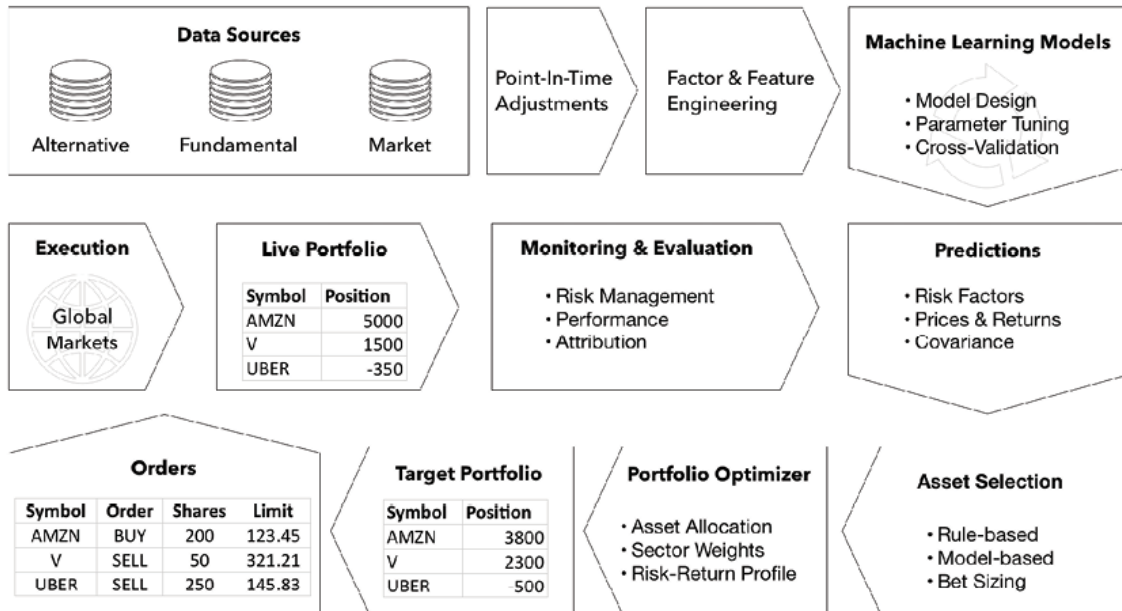 Data Sources
Alternative
Fundamental
Market
Point-In-Time
Adjustments
Factor & Feature
Engineering
Machine Learning Models
• Model Design
• Parameter Tuning
• Cross-Validation
Execution
Global
Markets
Live Portfolio
Symbol Position
AMZN 5000
V 1500
UBER -350
Monitoring & Evaluation
• Risk Management
• Performance
• Attribution
Predictions
• Risk Factors
• Prices & Returns
• Covariance
Orders
Symbol Order Shares Limit
AMZN BUY 200 123.45
V SELL 50 321.21
UBER SELL 250 145.83
Target Portfolio
Symbol Position
AMZN 3800
V 2300
UBER -500
Portfolio Optimizer
• Asset Allocation
• Sector Weights
• Risk-Return Profile
Asset Selection
• Rule-based
• Model-based
• Bet Sizing